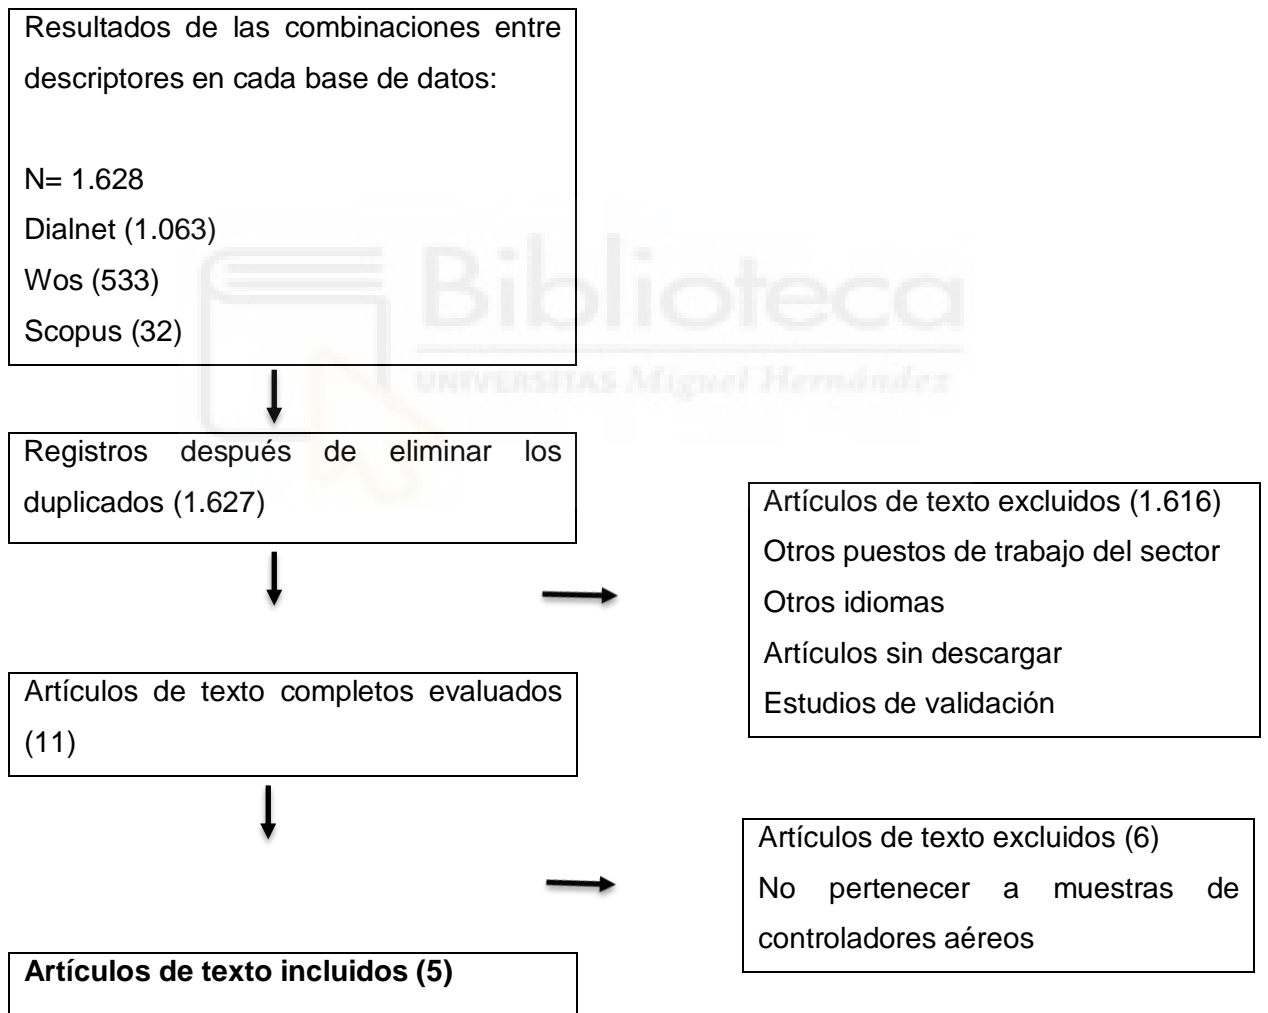 Resultados de las combinaciones entre
descriptores en cada base de datos:
N= 1.628
Dialnet (1.063)
Wos (533)
Scopus (32)
Biblioteca
UNIVERSITAS Miguel Hernández
Registros después de eliminar los
duplicados (1.627)
Artículos de texto excluidos (1.616)
Otros puestos de trabajo del sector
Otros idiomas
Artículos sin descargar
Estudios de validación
Artículos de texto completos evaluados
(11)
Artículos de texto excluidos (6)
No pertenecer a muestras de
controladores aéreos
Artículos de texto incluidos (5)